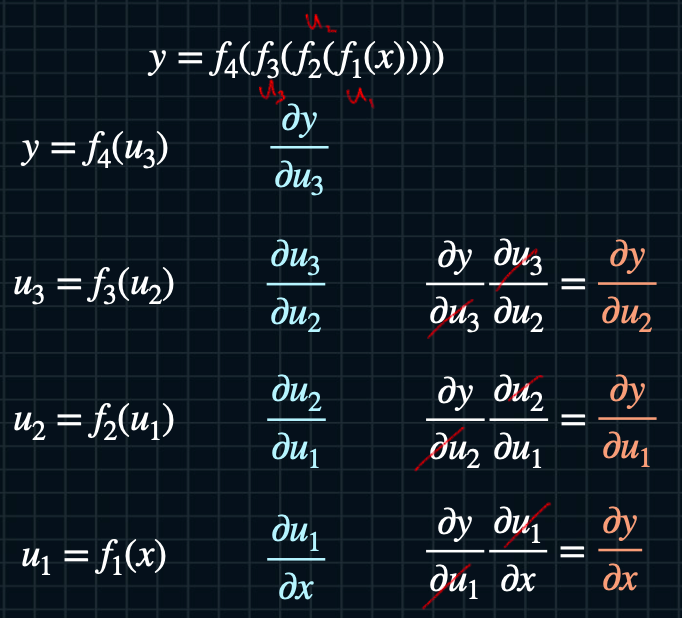 u₂
y = f₄(f₃(f₂(f₁(x))))
u₃ u₁
y = f₄(u₃) ∂y/∂u₃
u₃ = f₃(u₂) ∂u₃/∂u₂ ∂y/∂u₃ ∂u₃/∂u₂ = ∂y/∂u₂
u₂ = f₂(u₁) ∂u₂/∂u₁ ∂y/∂u₂ ∂u₂/∂u₁ = ∂y/∂u₁
u₁ = f₁(x) ∂u₁/∂x ∂y/∂u₁ ∂u₁/∂x = ∂y/∂x